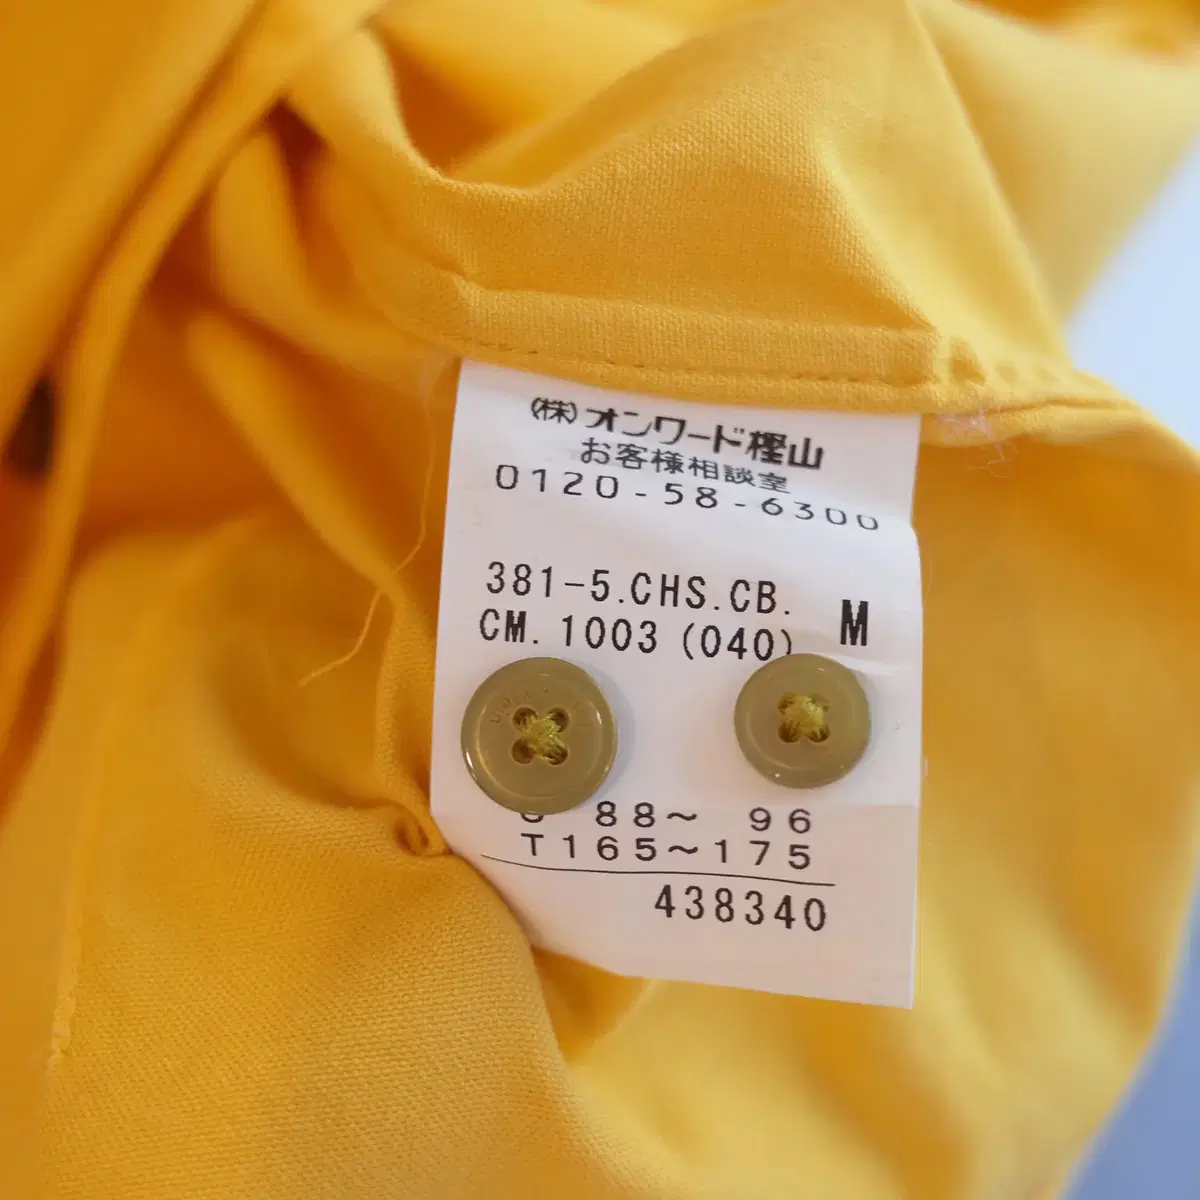 (株)オンワード樫山
お客様相談室
0120-58-6300
381-5.CHS.CB.
CM.1003(040)
M
88～ 96
T165～175
438340